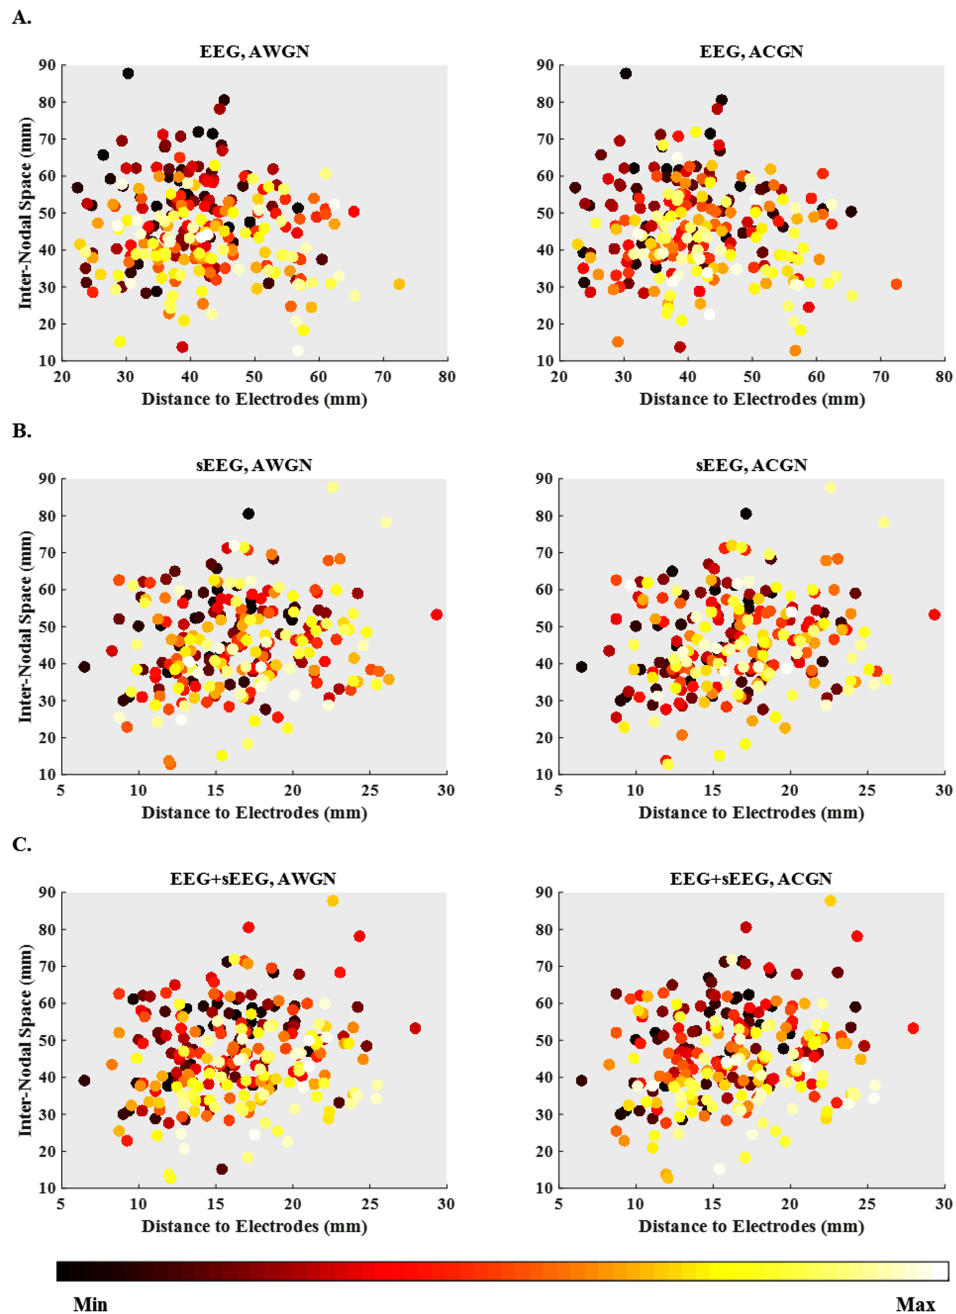 A.
EEG, AWGN
EEG, ACGN
90
80
70
60
50
40
30
20
10
Inter-Nodal Space (mm)
90
80
70
60
50
40
30
20
10
20 30 40 50 60 70 80
20 30 40 50 60 70 80
Distance to Electrodes (mm)
Distance to Electrodes (mm)
B.
sEEG, AWGN
sEEG, ACGN
90
80
70
60
50
40
30
20
10
Inter-Nodal Space (mm)
90
80
70
60
50
40
30
20
10
5 10 15 20 25 30
5 10 15 20 25 30
Distance to Electrodes (mm)
Distance to Electrodes (mm)
C.
EEG+sEEG, AWGN
EEG+sEEG, ACGN
90
80
70
60
50
40
30
20
10
Inter-Nodal Space (mm)
90
80
70
60
50
40
30
20
10
5 10 15 20 25 30
5 10 15 20 25 30
Distance to Electrodes (mm)
Distance to Electrodes (mm)
Min Max